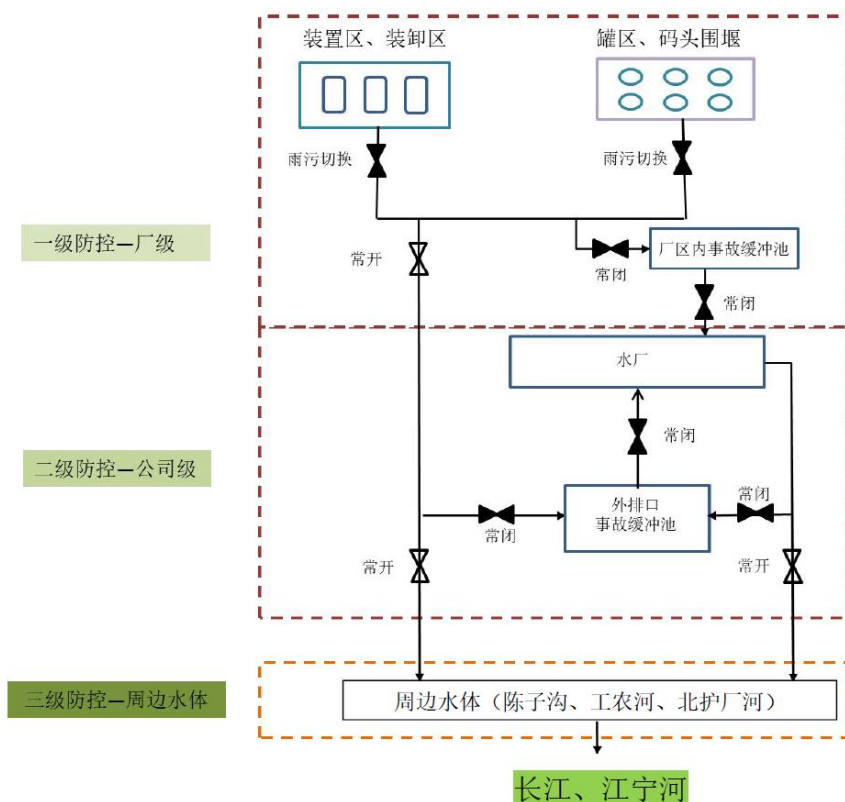 装置区、装卸区
罐区、码头围堰
雨污切换
雨污切换
一级防控—厂级
常开
常闭
厂区内事故缓冲池
常闭
水厂
常闭
二级防控—公司级
外排口
事故缓冲池
常闭
常闭
常开
常开
三级防控—周边水体
周边水体（陈子沟、工农河、北护厂河）
长江、江宁河